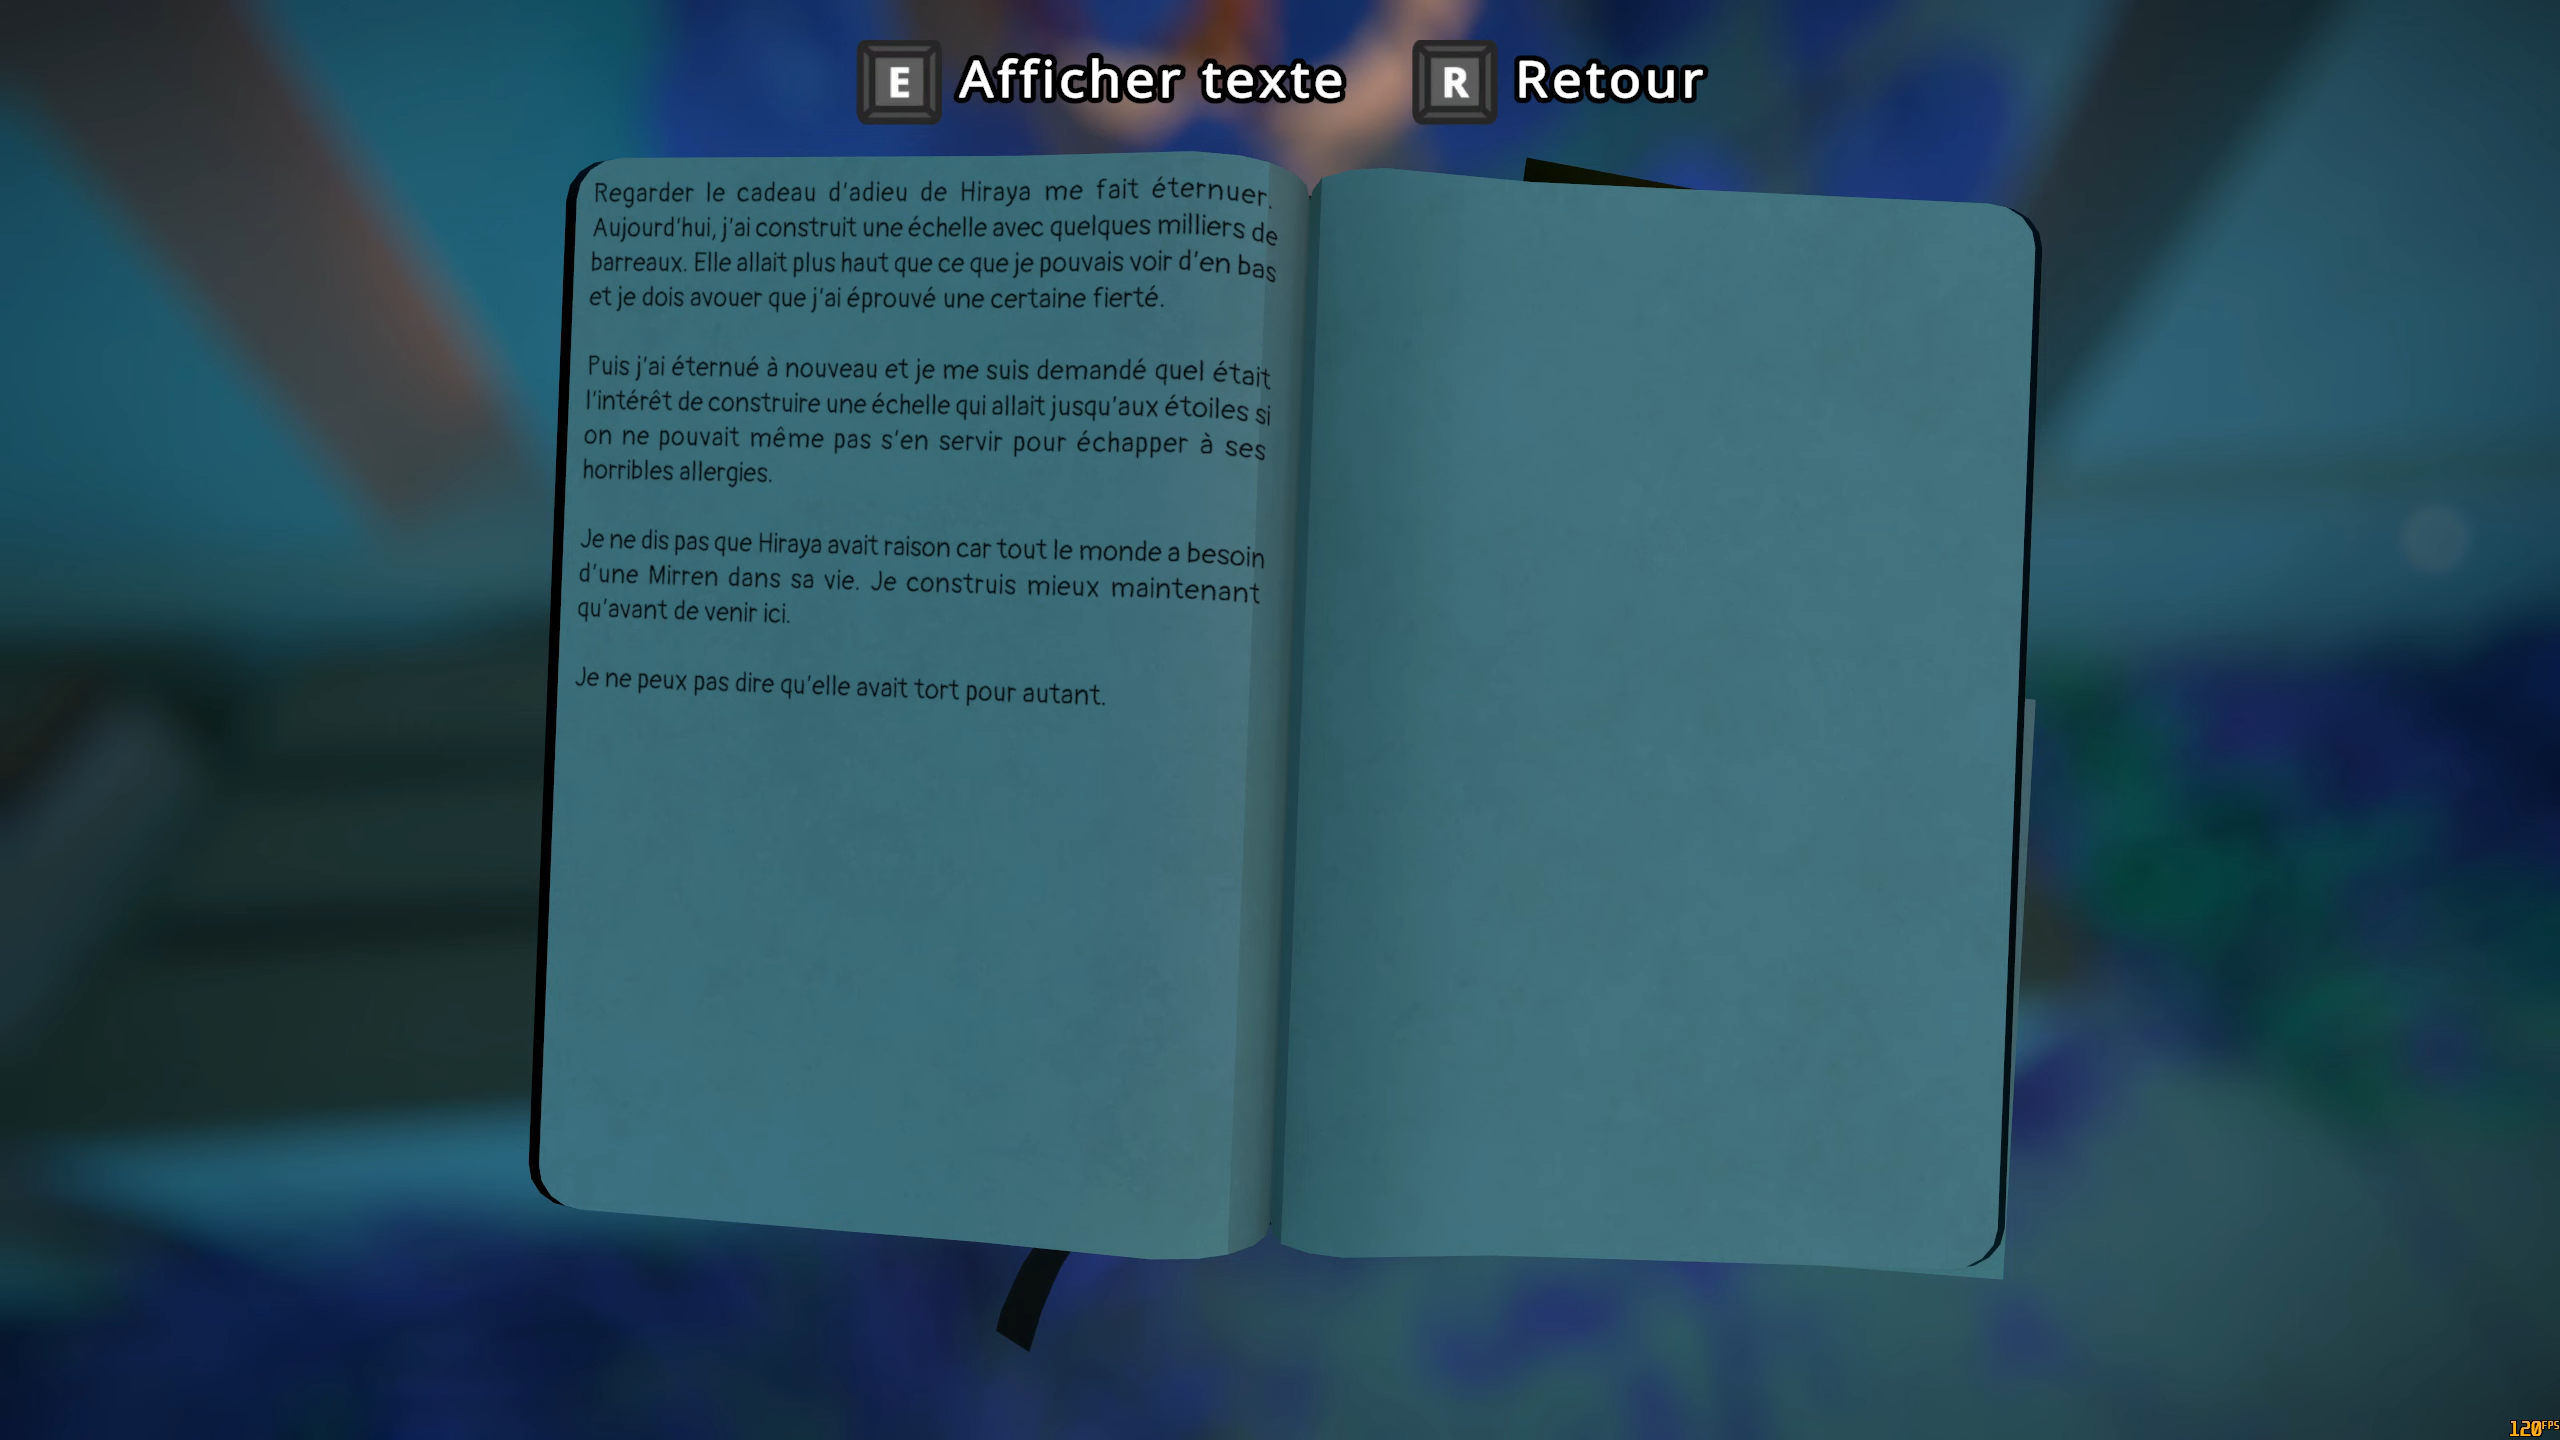 E Afficher texte R Retour
Regarder le cadeau d'adieu de Hiraya me fait éternuer.
Aujourd'hui, j'ai construit une échelle avec quelques milliers de
barreaux. Elle allait plus haut que ce que je pouvais voir d'en bas
et je dois avouer que j'ai éprouvé une certaine fierté.
Puis j'ai éternué à nouveau et je me suis demandé quel était
l'intérêt de construire une échelle qui allait jusqu'aux étoiles si
on ne pouvait même pas s'en servir pour échapper à ses
horribles allergies.
Je ne dis pas que Hiraya avait raison car tout le monde a besoin
d'une Mirren dans sa vie. Je construis mieux maintenant
qu'avant de venir ici.
Je ne peux pas dire qu'elle avait tort pour autant.
120 FPS